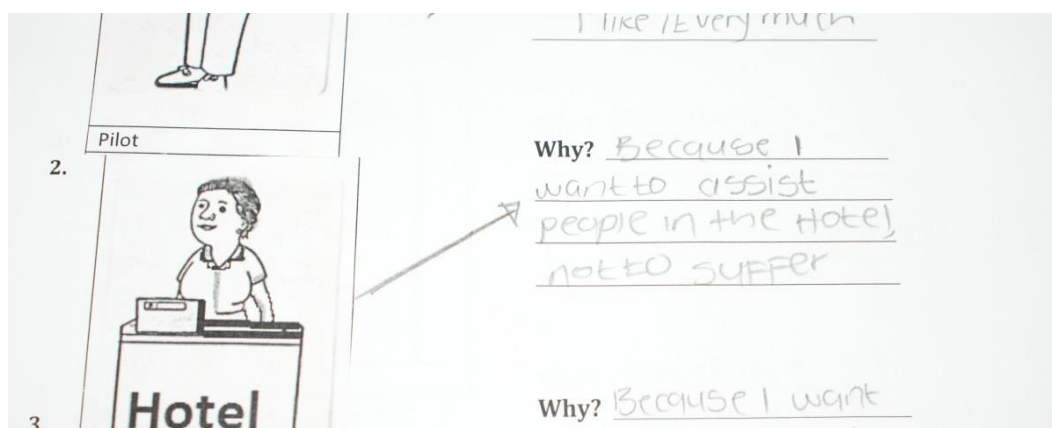 I like it very much
Pilot
2.
Why? Because I
want to assist
people in the Hotel,
not to suffer
Hotel
3.
Why? Because I want